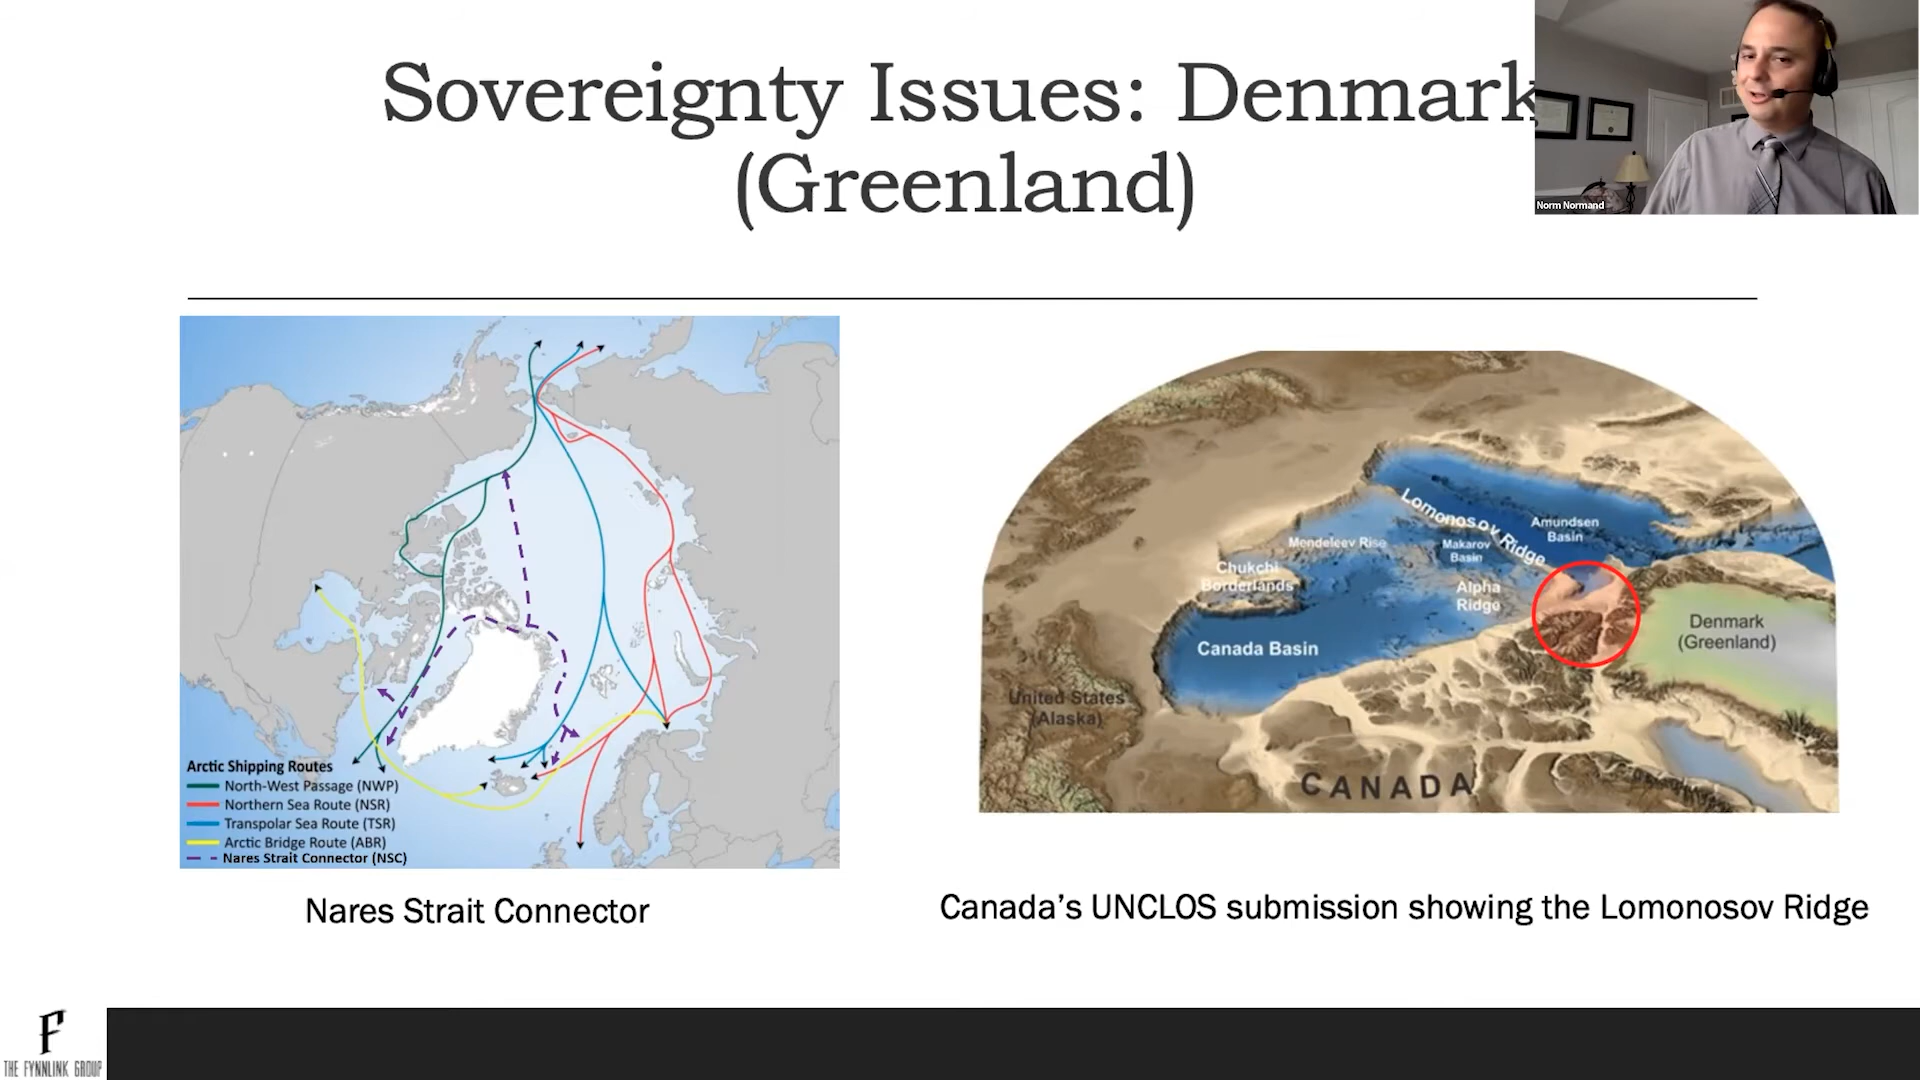 Sovereignty Issues: Denmark
(Greenland)
Norm Normand
Arctic Shipping Routes
North-West Passage (NWP)
Northern Sea Route (NSR)
Transpolar Sea Route (TSR)
Arctic Bridge Route (ABR)
Nares Strait Connector (NSC)
Nares Strait Connector
Lomonosov Ridge
Amundsen
Basin
Mendeleev Rise
Makarov
Basin
Chukchi
Borderlands
Alpha
Ridge
Canada Basin
Denmark
(Greenland)
United States
(Alaska)
CANADA
Canada's UNCLOS submission showing the Lomonosov Ridge
F
THE FYNNLINK GROUP